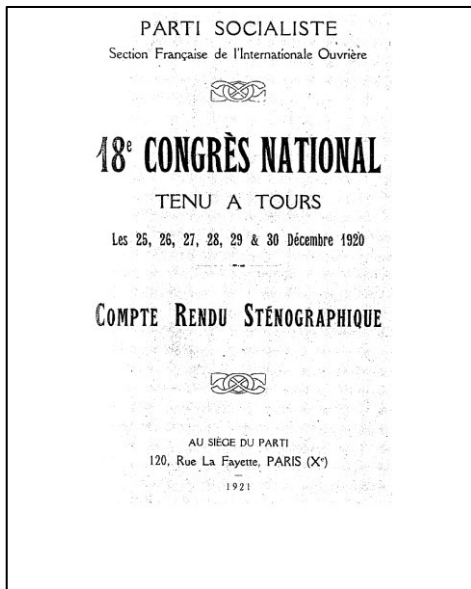 PARTI SOCIALISTE
Section Française de l'Internationale Ouvrière
18e CONGRÈS NATIONAL
TENU A TOURS
Les 25, 26, 27, 28, 29 & 30 Décembre 1920
COMPTE RENDU STÉNOGRAPHIQUE
AU SIÈGE DU PARTI
120, Rue La Fayette, PARIS (Xe)
1921